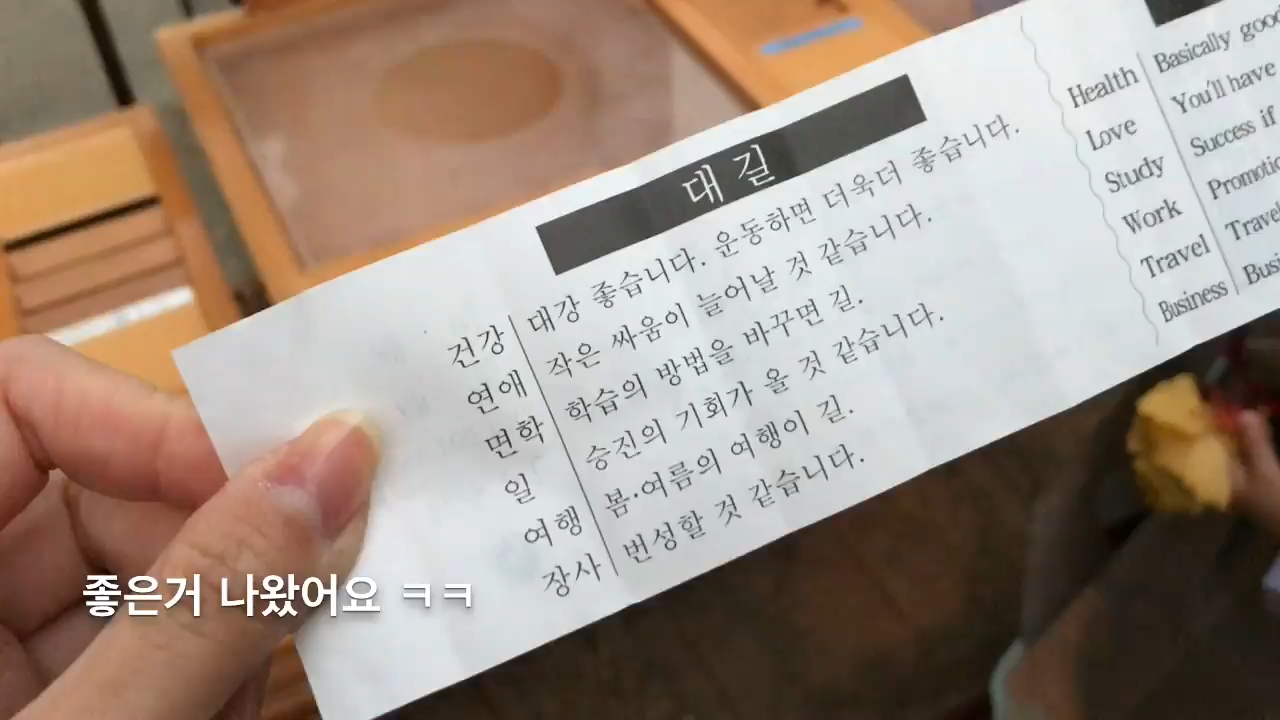 대길
건강 대강 좋습니다. 운동하면 더욱더 좋습니다.
연애 작은 싸움이 늘어날 것 같습니다.
면학 학습의 방법을 바꾸면 길.
일 승진의 기회가 올 것 같습니다.
여행 봄·여름의 여행이 길.
장사 번성할 것 같습니다.
Health Basically good
Love You'll have
Study Success if
Work
Travel
Business
좋은거 나왔어요 ㅋㅋ